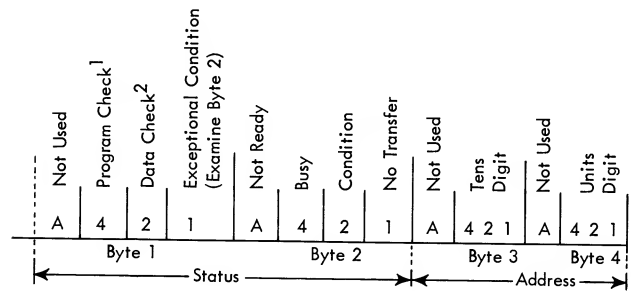 Not Used
Program Check1
Data Check2
Exceptional Condition
(Examine Byte 2)
Not Ready
Busy
Condition
No Transfer
Not Used
Tens
Digit
Not Used
Units
Digit
A 4 2 1 A 4 2 1 A 4 2 1 A 4 2 1
Byte 1 Byte 2 Byte 3 Byte 4
Status Address